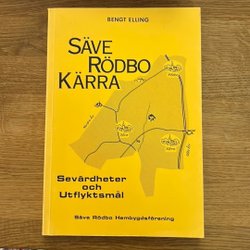 BENGT ELLING
SÄVE
RÖDBO
KÄRRA
Sevärdheter
och
Utflyktsmål
Säve Rödbo Hembygdsförening